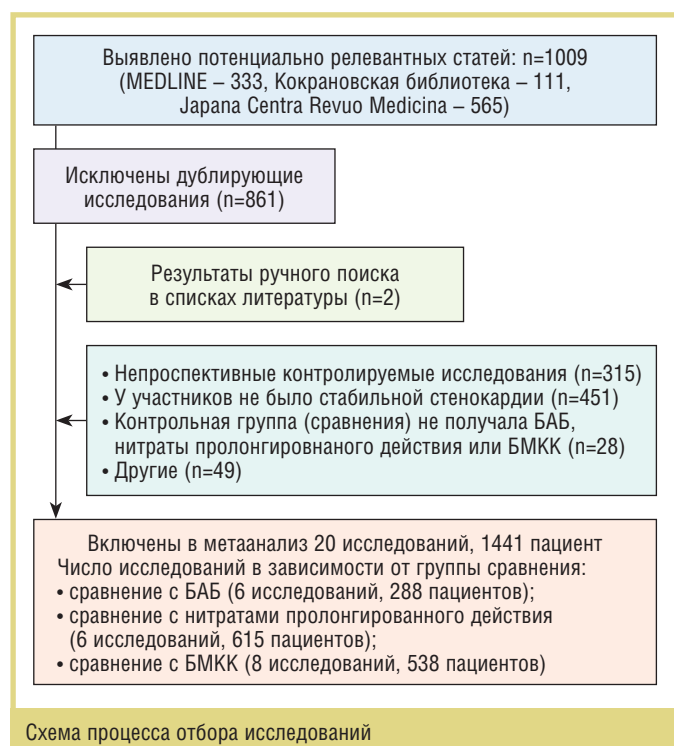 Выявлено потенциально релевантных статей: n=1009
(MEDLINE – 333, Кокрановская библиотека – 111,
Japana Centra Revuo Medicina – 565)
Исключены дублирующие
исследования (n=861)
Результаты ручного поиска
в списках литературы (n=2)
• Непроспективные контролируемые исследования (n=315)
• У участников не было стабильной стенокардии (n=451)
• Контрольная группа (сравнения) не получала БАБ,
нитраты пролонгировнаного действия или БМКК (n=28)
• Другие (n=49)
Включены в метаанализ 20 исследований, 1441 пациент
Число исследований в зависимости от группы сравнения:
• сравнение с БАБ (6 исследований, 288 пациентов);
• сравнение с нитратами пролонгированного действия
(6 исследований, 615 пациентов);
• сравнение с БМКК (8 исследований, 538 пациентов)
Схема процесса отбора исследований